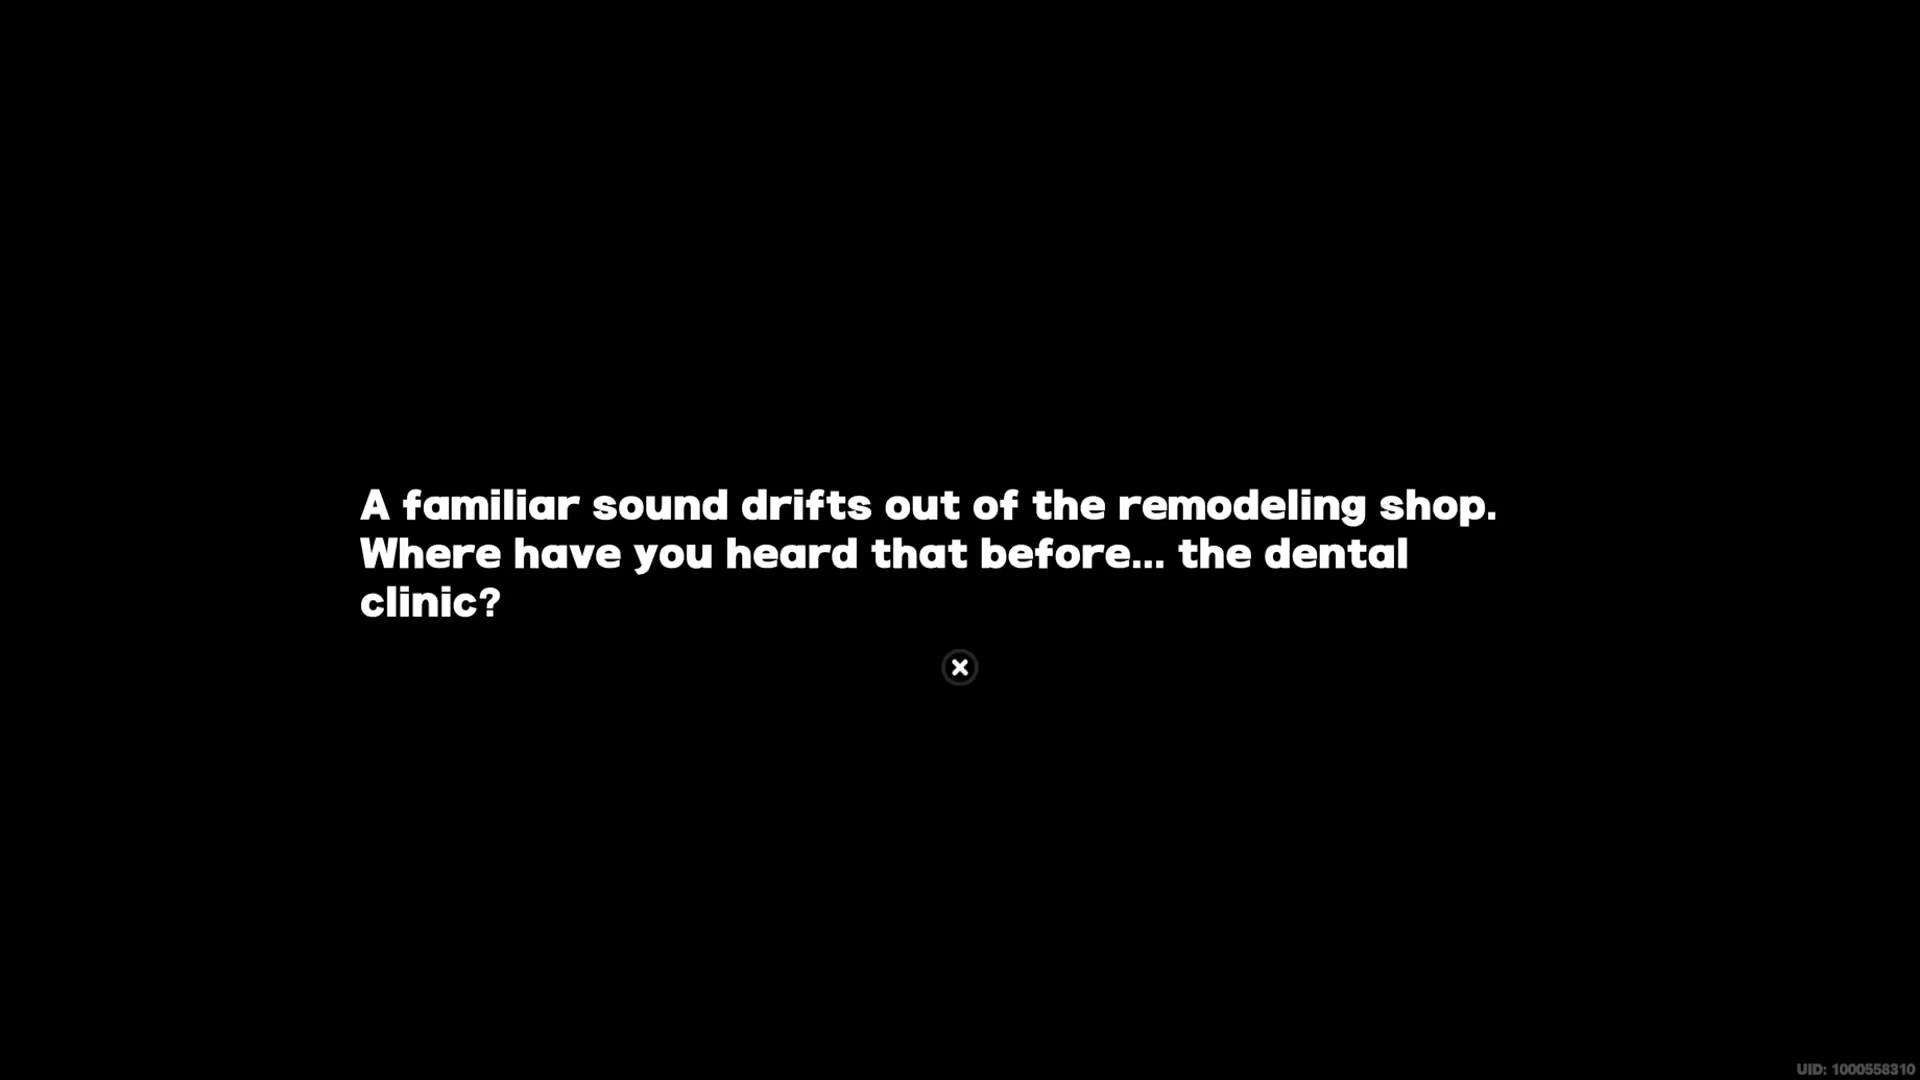 A familiar sound drifts out of the remodeling shop.
Where have you heard that before... the dental
clinic?
UID: 1000558310